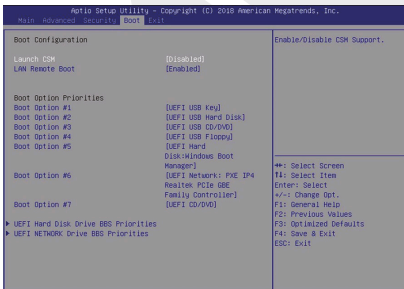 Aptio Setup Utility - Copyright (C) 2018 American Megatrends, Inc.
Main Advanced Security Boot Exit
Boot Configuration
Launch CSM [Disabled]
LAN Remote Boot [Enabled]
Boot Option Priorities
Boot Option #1 [UEFI USB Key]
Boot Option #2 [UEFI USB Hard Disk]
Boot Option #3 [UEFI USB CD/DVD]
Boot Option #4 [UEFI USB Floppy]
Boot Option #5 [UEFI Hard
Disk:Windows Boot
Manager]
Boot Option #6 [UEFI Network: PXE IP4
Realtek PCIe GBE
Family Controller]
Boot Option #7 [UEFI CD/DVD]
UEFI Hard Disk Drive BBS Priorities
UEFI NETWORK Drive BBS Priorities
Enable/Disable CSM Support.
: Select Screen
: Select Item
Enter: Select
+/-: Change Opt.
F1: General Help
F2: Previous Values
F3: Optimized Defaults
F4: Save & Exit
ESC: Exit